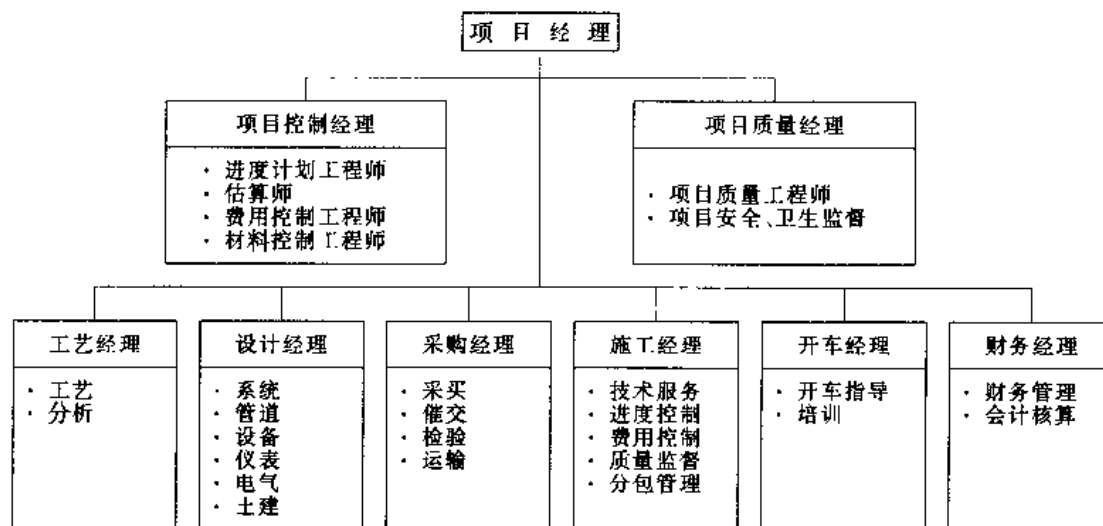 项目经理
项目控制经理
· 进度计划工程师
· 估算师
· 费用控制工程师
· 材料控制工程师
项目质量经理
· 项目质量工程师
· 项目安全、卫生监督
工艺经理
· 工艺
· 分析
设计经理
· 系统
· 管道
· 设备
· 仪表
· 电气
· 土建
采购经理
· 采买
· 催交
· 检验
· 运输
施工经理
· 技术服务
· 进度控制
· 费用控制
· 质量监督
· 分包管理
开车经理
· 开车指导
· 培训
财务经理
· 财务管理
· 会计核算